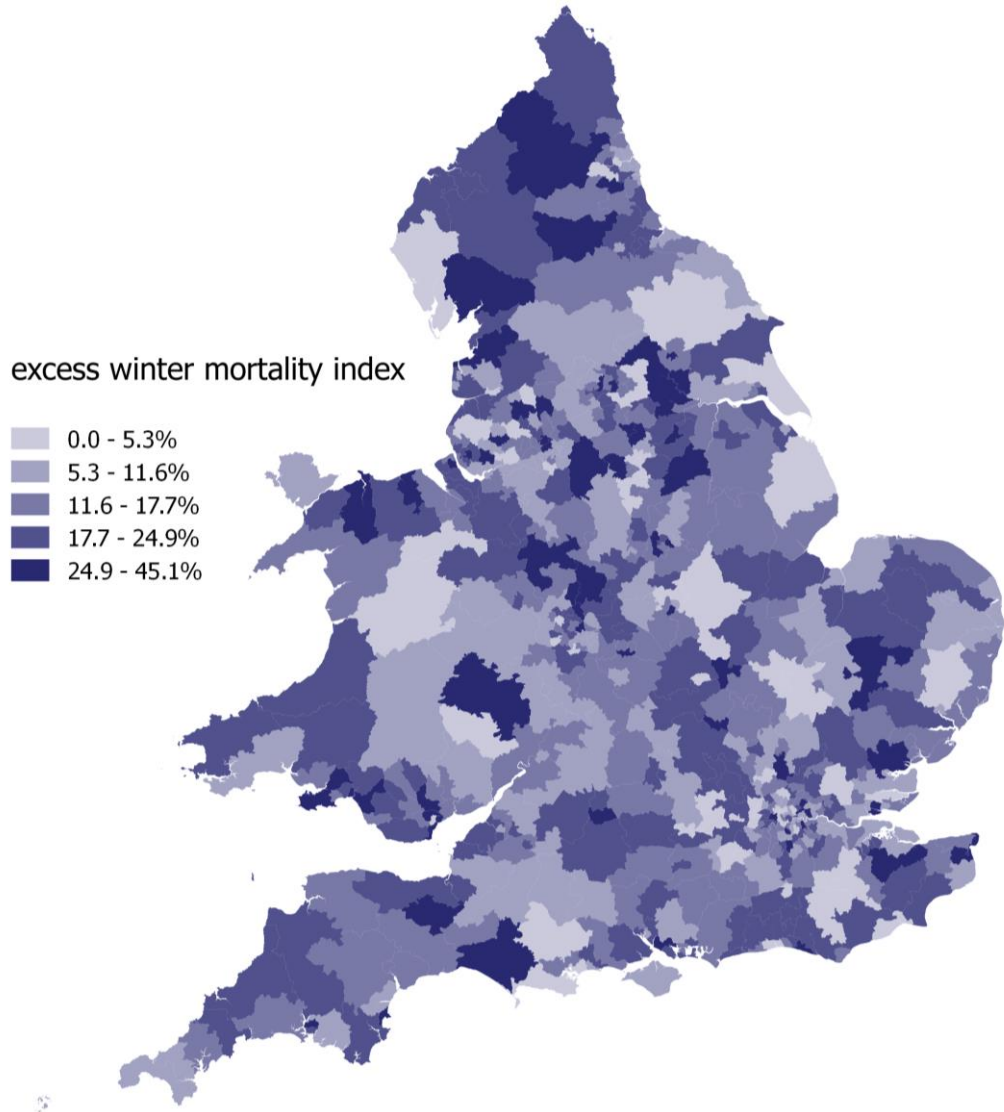 excess winter mortality index
0.0 - 5.3%
5.3 - 11.6%
11.6 - 17.7%
17.7 - 24.9%
24.9 - 45.1%